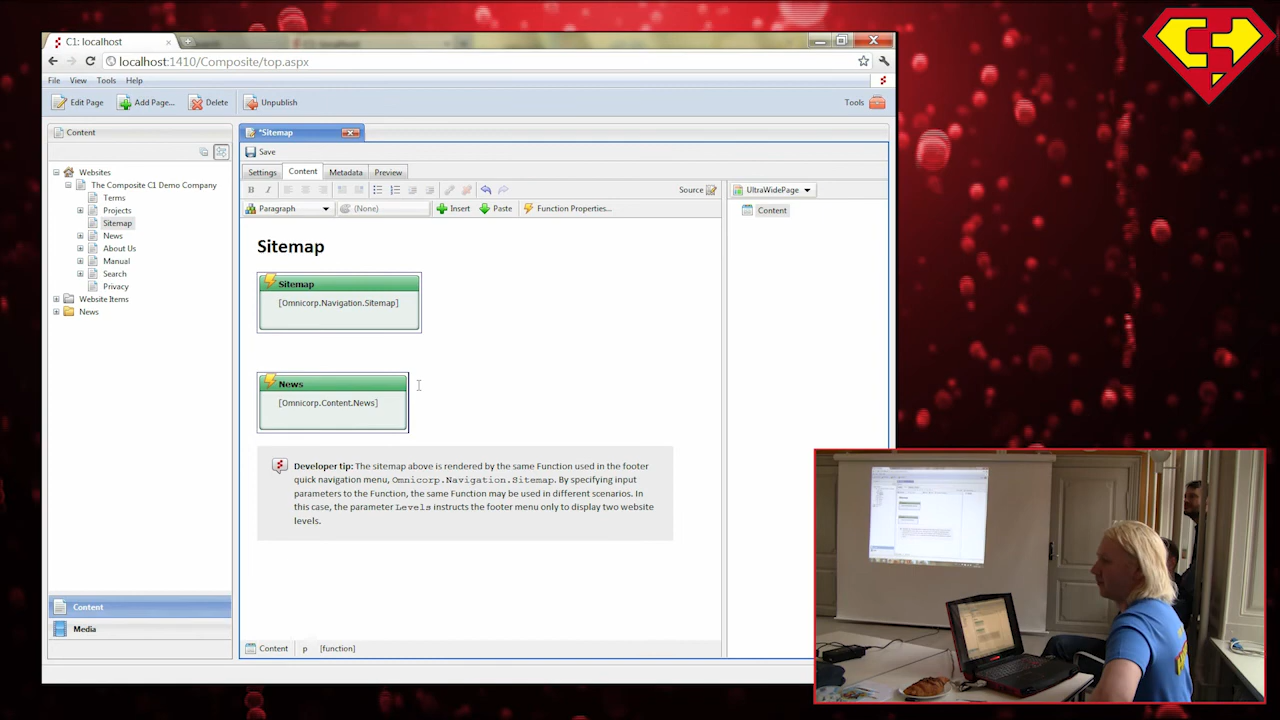 C1: localhost
localhost:1410/Composite/top.aspx
File View Tools Help
Edit Page Add Page... Delete Unpublish Tools
Content
*Sitemap
Save
Settings Content Metadata Preview
B I Source
Paragraph (None) Insert Paste Function Properties...
UltraWidePage
Content
Websites
The Composite C1 Demo Company
Terms
Projects
Sitemap
News
About Us
Manual
Search
Privacy
Website Items
News
Sitemap
Sitemap
[Omnicorp.Navigation.Sitemap]
News
[Omnicorp.Content.News]
Developer tip: The sitemap above is rendered by the same Function used in the footer
quick navigation menu, Omnicorp.Navigation.Sitemap. By specifying input
parameters to the Function, the same Function may be used in different scenarios. In
this case, the parameter Levels instructs the footer menu only to display two website
levels.
Content
Media
Content p [function]